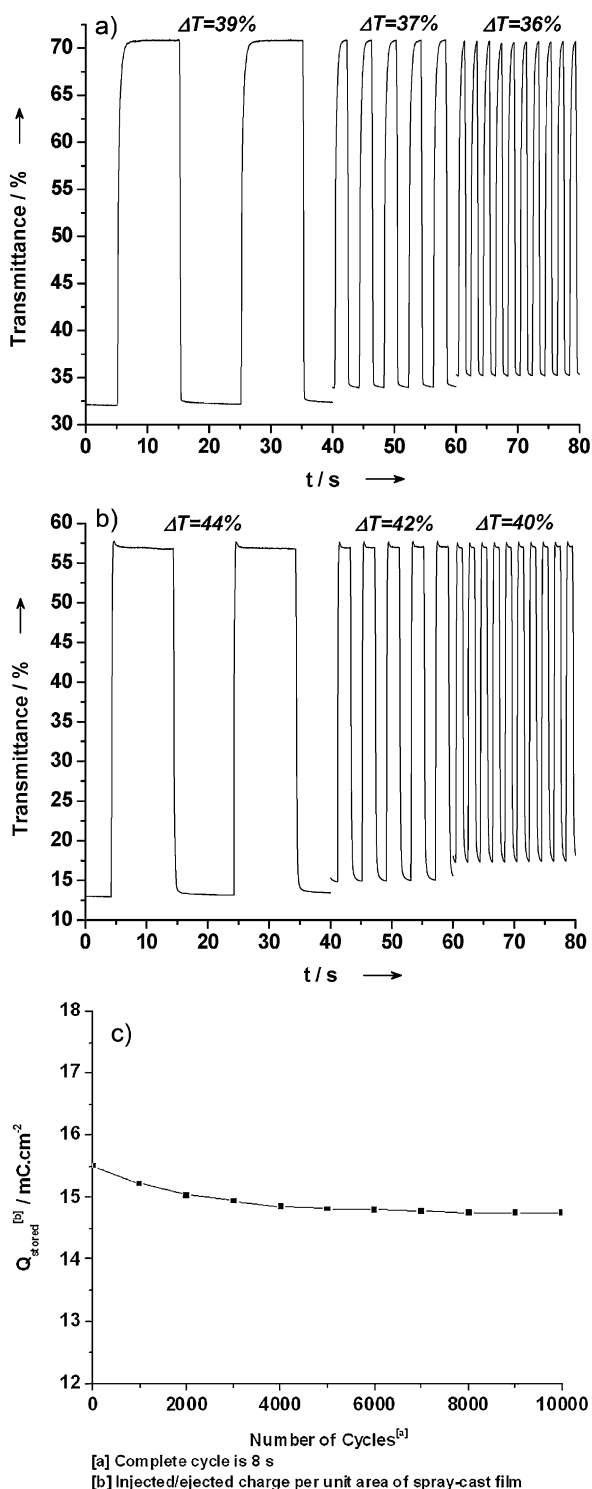 a)
ΔT=39% ΔT=37% ΔT=36%
70
65
60
55
50
45
40
35
30
Transmittance / %
0 10 20 30 40 50 60 70 80
t / s
b)
ΔT=44% ΔT=42% ΔT=40%
60
55
50
45
40
35
30
25
20
15
10
Transmittance / %
0 10 20 30 40 50 60 70 80
t / s
c)
18
17
16
15
14
13
12
Qstored[b] / mC.cm-2
0 2000 4000 6000 8000 10000
Number of Cycles[a]
[a] Complete cycle is 8 s
[b] Injected/ejected charge per unit area of spray-cast film